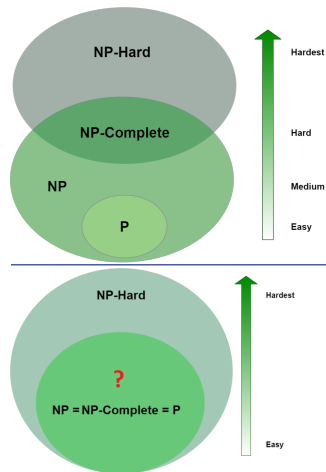 NP-Hard
Hardest
NP-Complete
Hard
NP
Medium
P
Easy
NP-Hard
Hardest
?
NP = NP-Complete = P
Easy